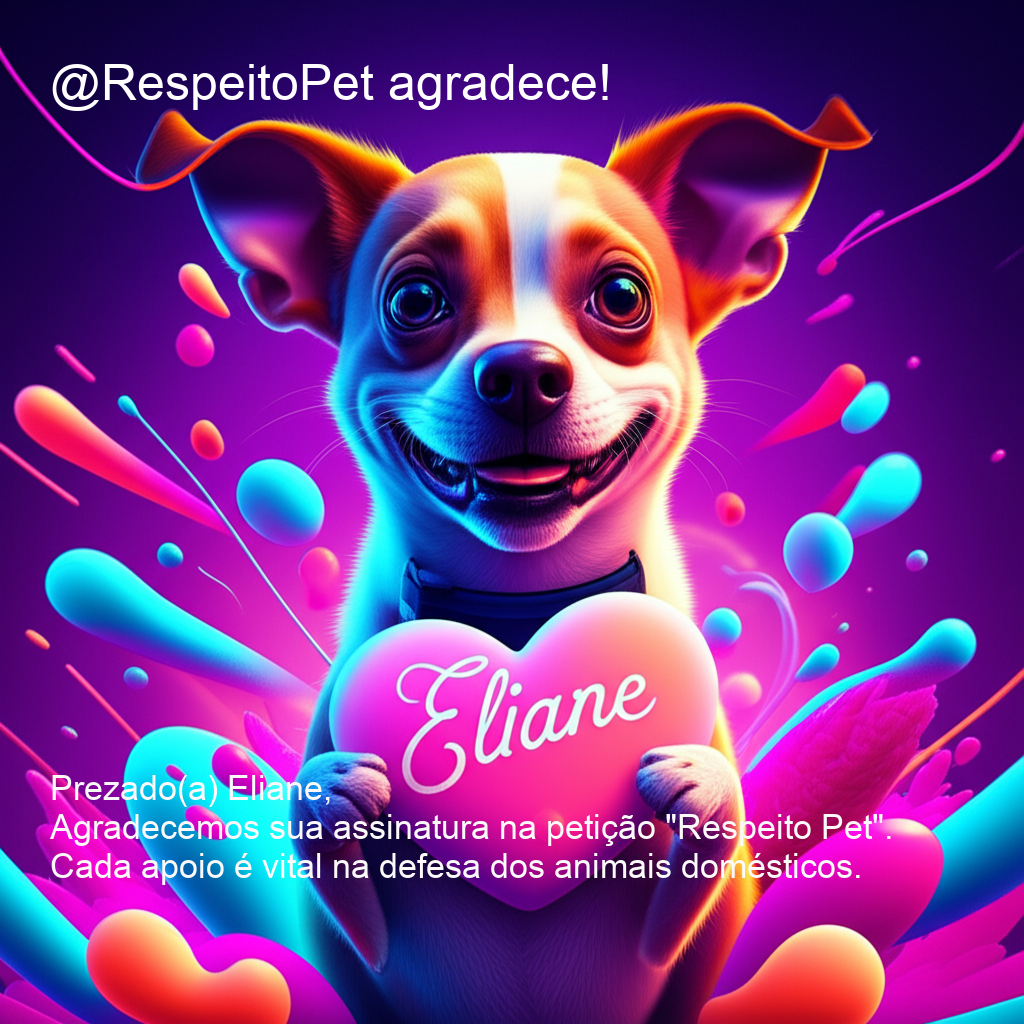 @RespeitoPet agradece!
Eliane
Prezado(a) Eliane,
Agradecemos sua assinatura na petição "Respeito Pet".
Cada apoio é vital na defesa dos animais domésticos.